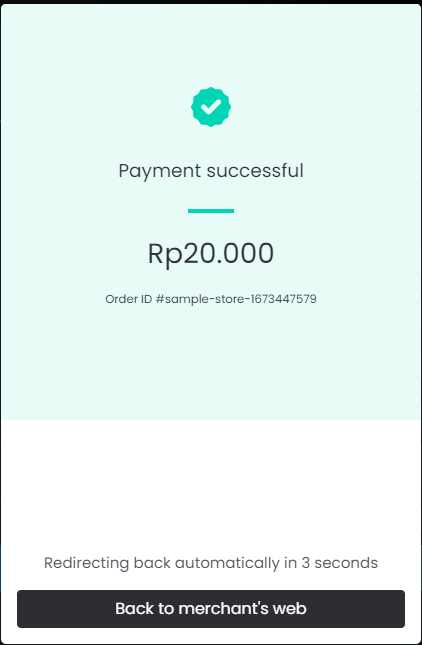 Payment successful
Rp20.000
Order ID #sample-store-1673447579
Redirecting back automatically in 3 seconds
Back to merchant's web